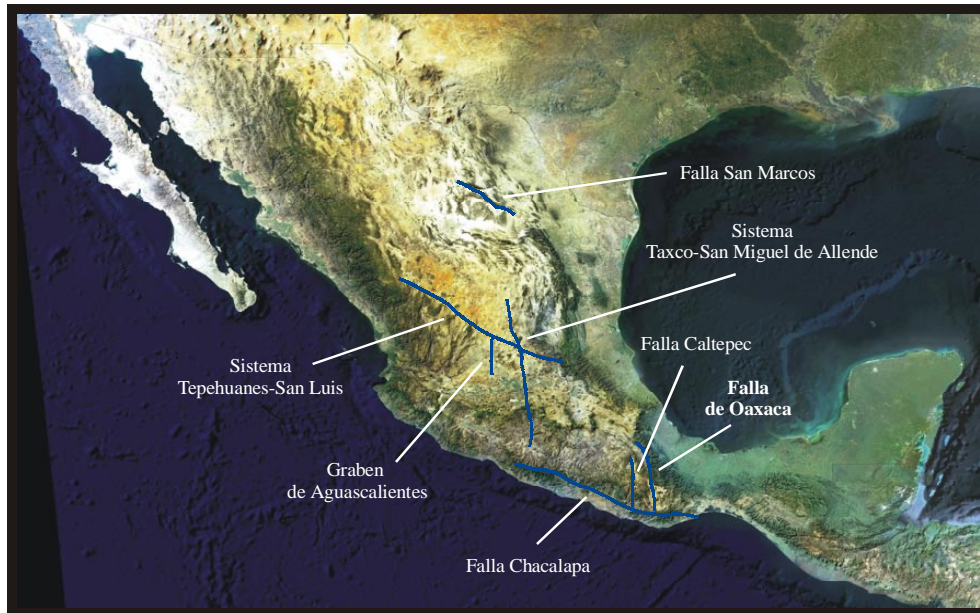 Falla San Marcos
Sistema
Taxco-San Miguel de Allende
Falla Caltepec
Sistema
Tepehuanes-San Luis
Falla
de Oaxaca
Graben
de Aguascalientes
Falla Chacalapa